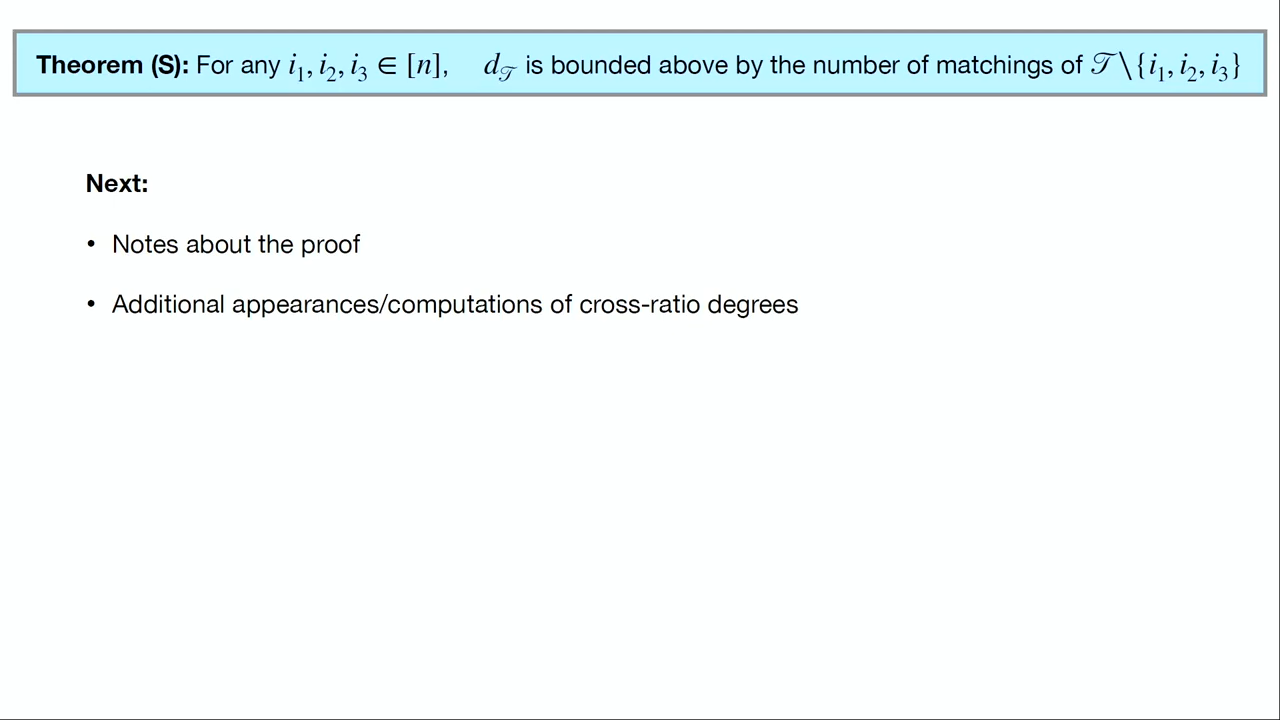 Theorem (S): For any i₁, i₂, i₃ ∈ [n], d_𝒯 is bounded above by the number of matchings of 𝒯∖{i₁, i₂, i₃}
Next:
• Notes about the proof
• Additional appearances/computations of cross-ratio degrees